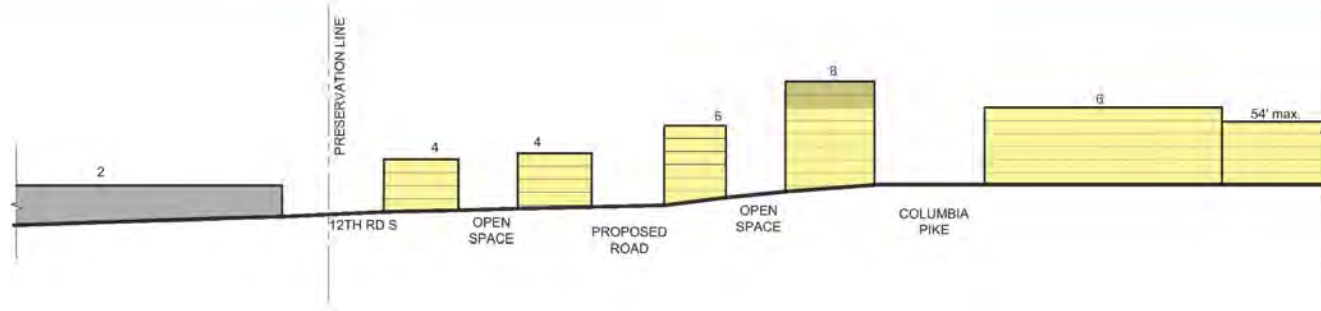 PRESERVATION LINE
2
4
4
6
8
6
54' max.
12TH RD S
OPEN
SPACE
PROPOSED
ROAD
OPEN
SPACE
COLUMBIA
PIKE